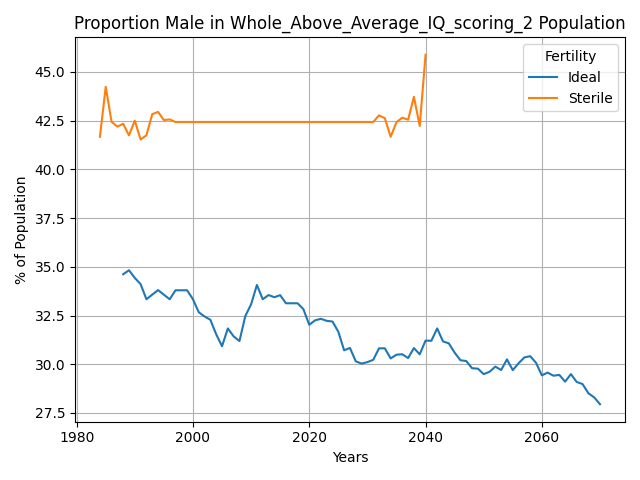 Proportion Male in Whole_Above_Average_IQ_scoring_2 Population
Fertility
Ideal
Sterile
% of Population
45.0
42.5
40.0
37.5
35.0
32.5
30.0
27.5
1980
2000
2020
2040
2060
Years